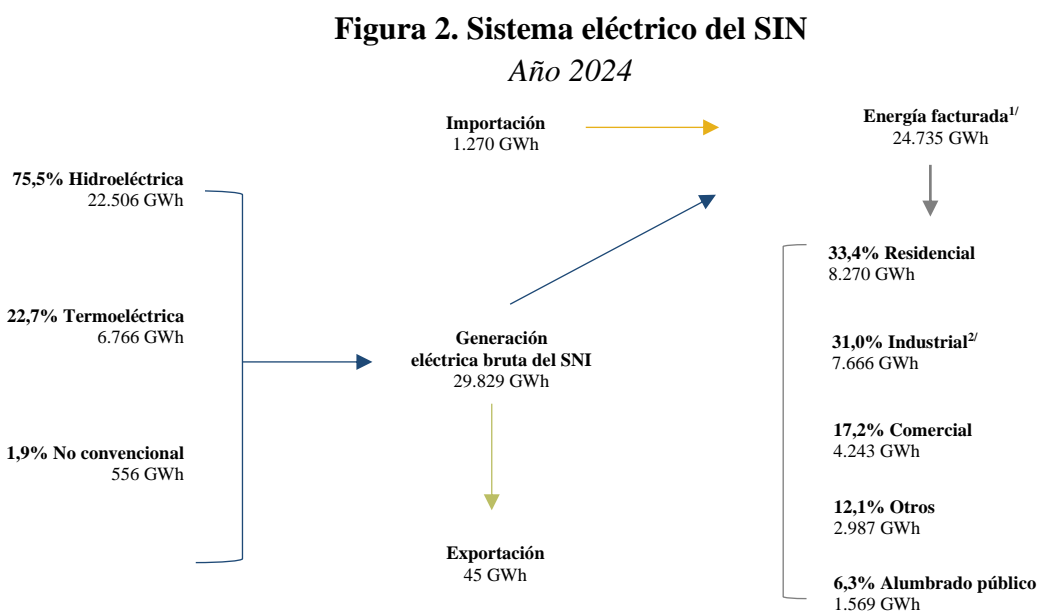 Figura 2. Sistema eléctrico del SIN
Año 2024
Importación
1.270 GWh
Energía facturada1/
24.735 GWh
75,5% Hidroeléctrica
22.506 GWh
22,7% Termoeléctrica
6.766 GWh
1,9% No convencional
556 GWh
Generación
eléctrica bruta del SNI
29.829 GWh
Exportación
45 GWh
33,4% Residencial
8.270 GWh
31,0% Industrial2/
7.666 GWh
17,2% Comercial
4.243 GWh
12,1% Otros
2.987 GWh
6,3% Alumbrado público
1.569 GWh